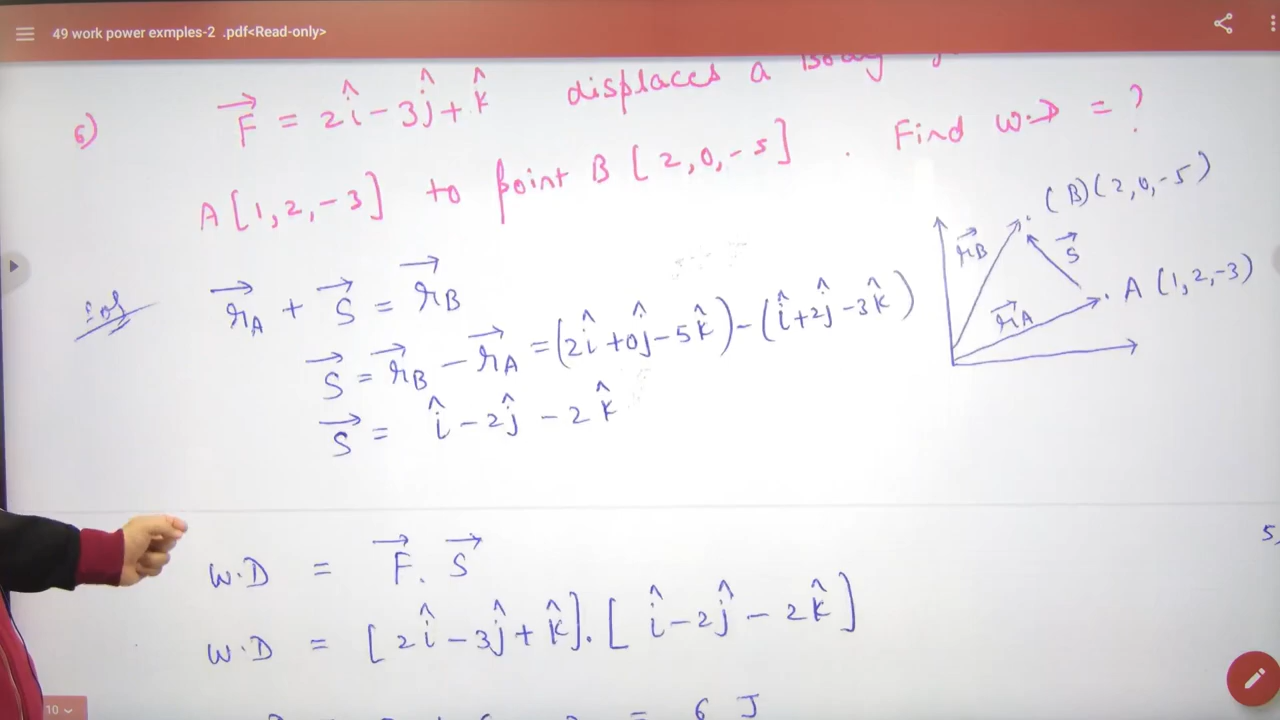 49 work power exmples-2 .pdf<Read-only>
6) F⃗ = 2î - 3ĵ + k̂ displaces a Body
A[1,2,-3] to point B[2,0,-5]. Find W.D = ?
Sol r⃗A + S⃗ = r⃗B
S⃗ = r⃗B - r⃗A = (2î + 0ĵ - 5k̂) - (î + 2ĵ - 3k̂)
S⃗ = î - 2ĵ - 2k̂
(B)(2,0,-5)
r⃗B
S⃗
A (1,2,-3)
r⃗A
5,
W.D = F⃗. S⃗
W.D = [2î - 3ĵ + k̂].[î - 2ĵ - 2k̂]
= 6 J
10